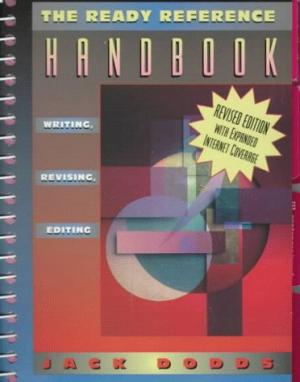 THE READY REFERENCE
HANDBOOK
WRITING,
REVISING,
EDITING
REVISED EDITION
WITH EXPANDED
INTERNET COVERAGE
JACK DODDS